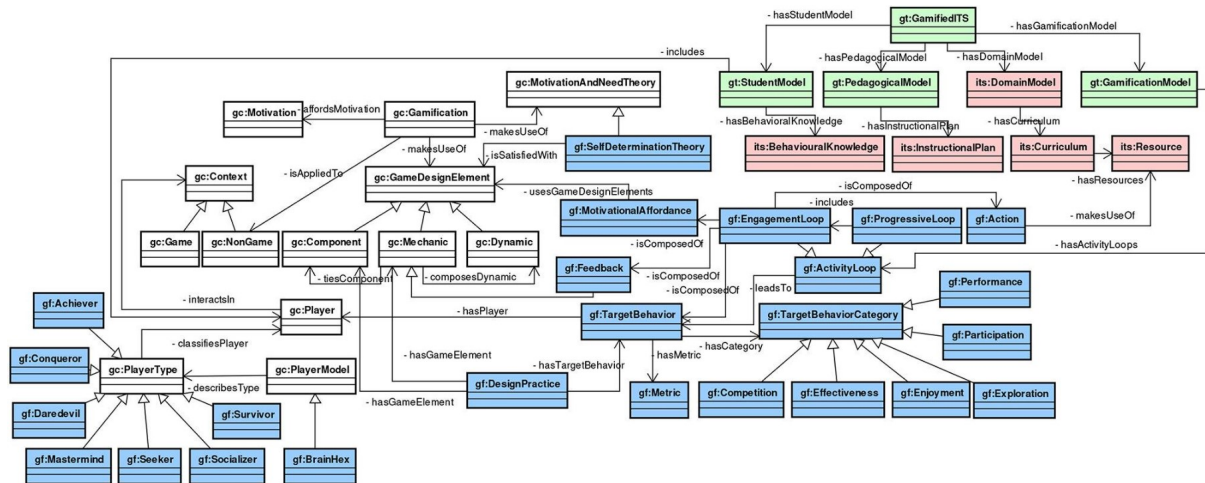 - hasStudentModel
gt:GamifiedITS
- hasGamificationModel
- includes
- hasPedagogicalModel
- hasDomainModel
gc:MotivationAndNeedTheory
gt:StudentModel
gt:PedagogicalModel
its:DomainModel
gt:GamificationModel
gc:Motivation
- affordsMotivation
gc:Gamification
- makesUseOf
- hasBehavioralKnowledge
- hasInstructionalPlan
- hasCurriculum
- makesUseOf
gf:SelfDeterminationTheory
its:BehaviouralKnowledge
its:InstructionalPlan
its:Curriculum
its:Resource
- isSatisfiedWith
- isAppliedTo
gc:Context
gc:GameDesignElement
- isComposedOf
- hasResources
- usesGameDesignElements
- includes
gf:MotivationalAffordance
gf:EngagementLoop
gf:ProgressiveLoop
gf:Action
- makesUseOf
gc:Game
gc:NonGame
gc:Component
gc:Mechanic
gc:Dynamic
- isComposedOf
- hasActivityLoops
gf:Feedback
- isComposedOf
gf:ActivityLoop
- tiesComponent
- composesDynamic
- isComposedOf
- leadsTo
gf:Performance
gf:Achiever
- interactsIn
gc:Player
- hasPlayer
gf:TargetBehavior
gf:TargetBehaviorCategory
gf:Participation
- classifiesPlayer
- hasCategory
gf:Conqueror
- hasGameElement
- hasTargetBehavior
- hasMetric
gc:PlayerType
gc:PlayerModel
- describesType
gf:DesignPractice
gf:Metric
gf:Competition
gf:Effectiveness
gf:Enjoyment
gf:Exploration
- hasGameElement
gf:Daredevil
gf:Survivor
gf:Mastermind
gf:Seeker
gf:Socializer
gf:BrainHex